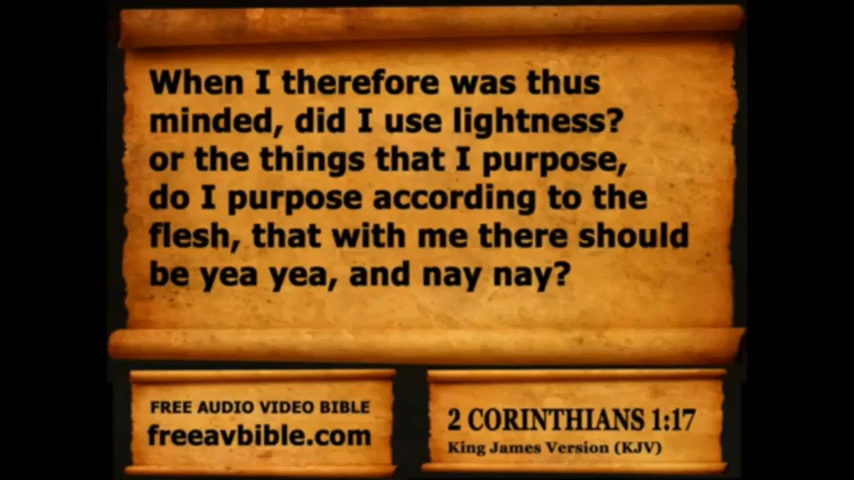 When I therefore was thus
minded, did I use lightness?
or the things that I purpose,
do I purpose according to the
flesh, that with me there should
be yea yea, and nay nay?
FREE AUDIO VIDEO BIBLE
freeavbible.com
2 CORINTHIANS 1:17
King James Version (KJV)